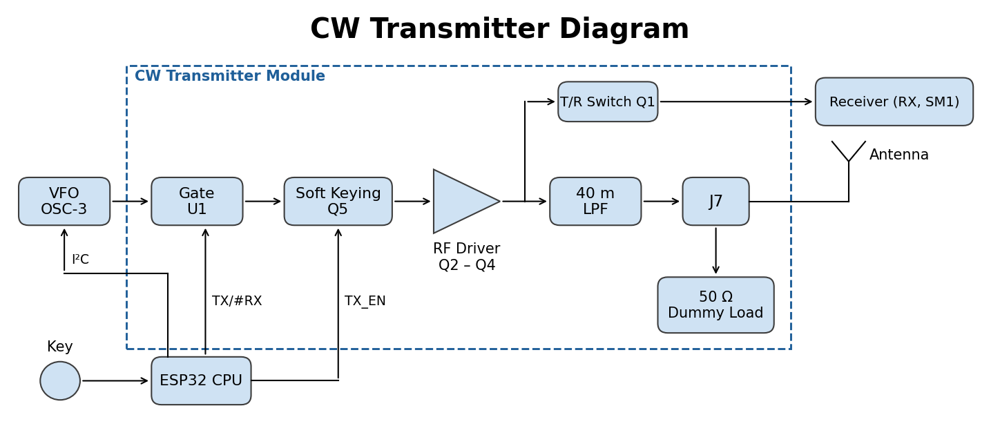 CW Transmitter Diagram
CW Transmitter Module
T/R Switch Q1
Receiver (RX, SM1)
Antenna
VFO
OSC-3
Gate
U1
Soft Keying
Q5
RF Driver
Q2 – Q4
40 m
LPF
J7
I²C
TX/#RX
TX_EN
50 Ω
Dummy Load
Key
ESP32 CPU